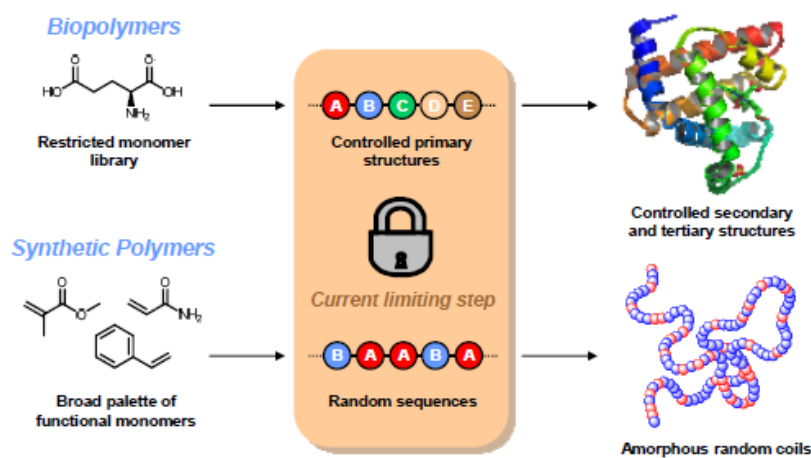 Biopolymers
O
O
HO
OH
NH₂
Restricted monomer
library
A B C D E
Controlled primary
structures
Controlled secondary
and tertiary structures
Synthetic Polymers
O
O
O
NH₂
Broad palette of
functional monomers
Current limiting step
B A A B A
Random sequences
Amorphous random coils